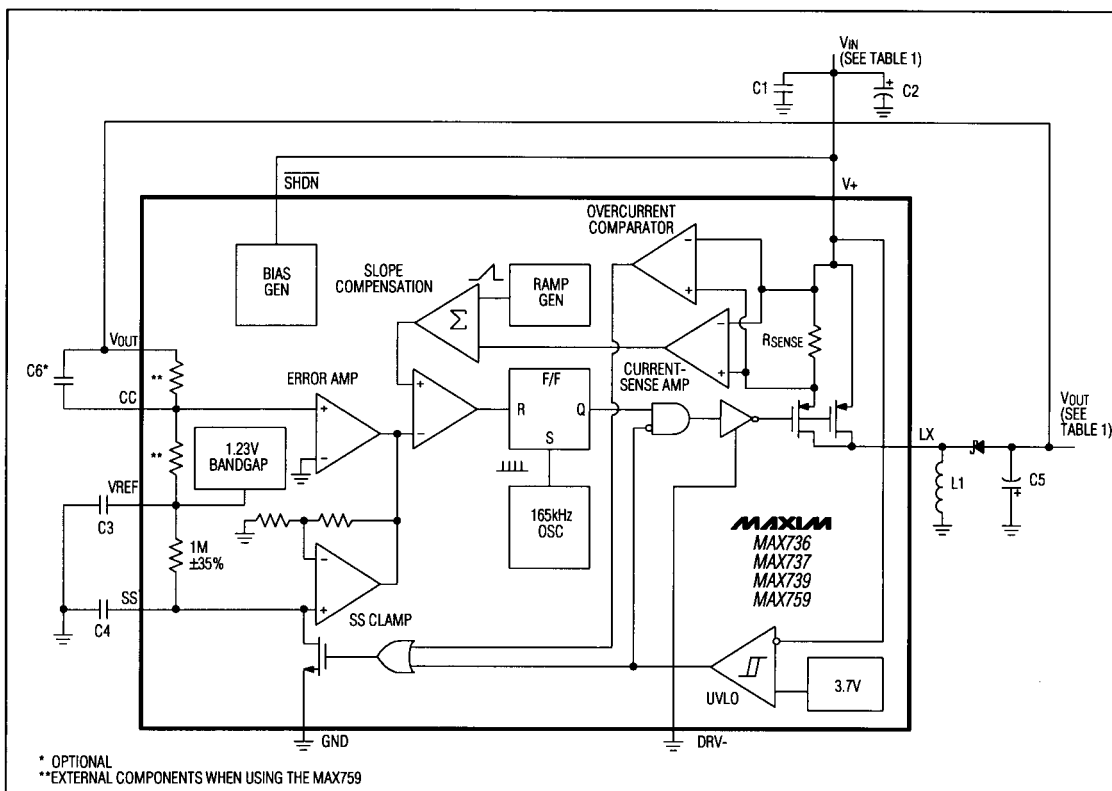 VIN
(SEE TABLE 1)
C1
C2
+
SHDN
V+
OVERCURRENT
COMPARATOR
BIAS
GEN
SLOPE
COMPENSATION
RAMP
GEN
Σ
-
+
-
+
RSENSE
CURRENT-
SENSE AMP
VOUT
C6*
**
CC
ERROR AMP
+
-
+
-
F/F
R
Q
S
VOUT
(SEE
TABLE 1)
LX
**
1.23V
BANDGAP
VREF
C3
165kHz
OSC
L1
C5
+
1M
±35%
MAXIM
MAX736
MAX737
MAX739
MAX759
SS
C4
-
+
SS CLAMP
UVLO
3.7V
GND
DRV-
* OPTIONAL
**EXTERNAL COMPONENTS WHEN USING THE MAX759